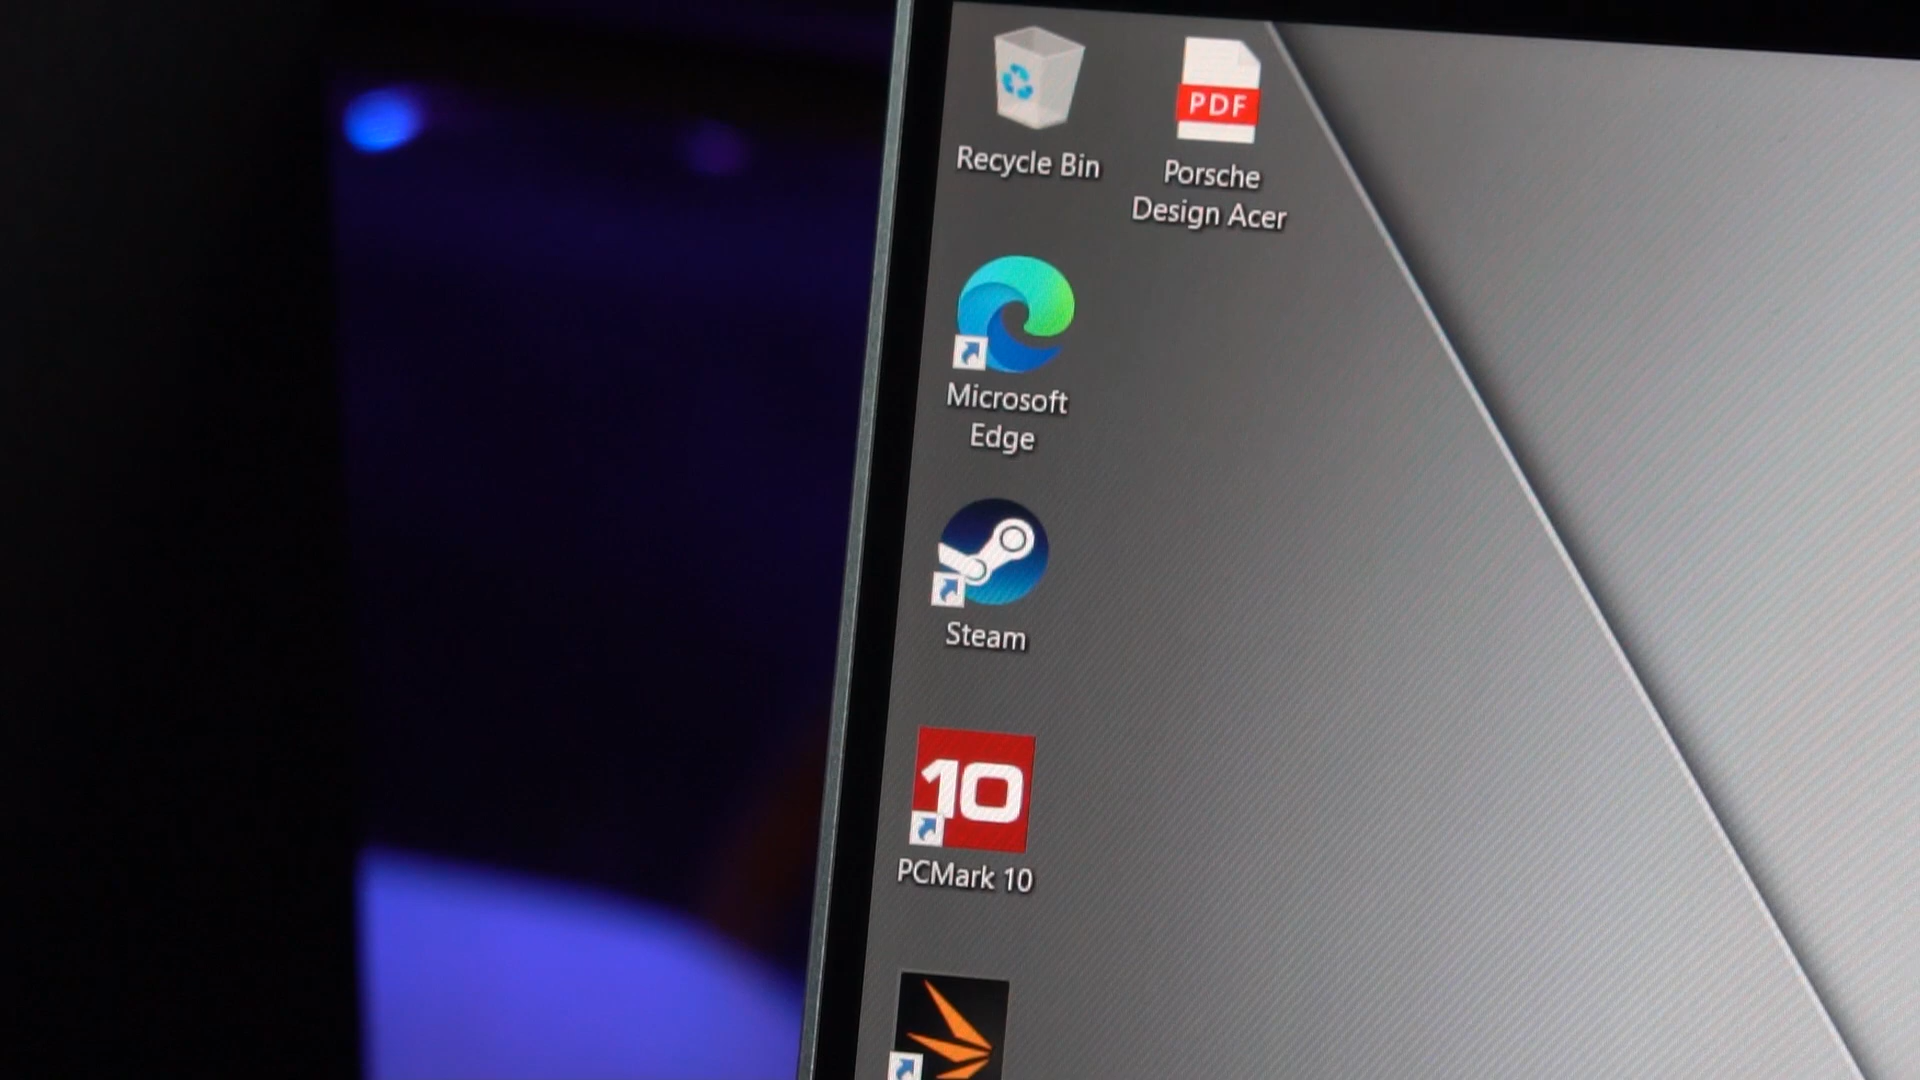 Recycle Bin
PDF
Porsche
Design Acer
Microsoft
Edge
Steam
10
PCMark 10